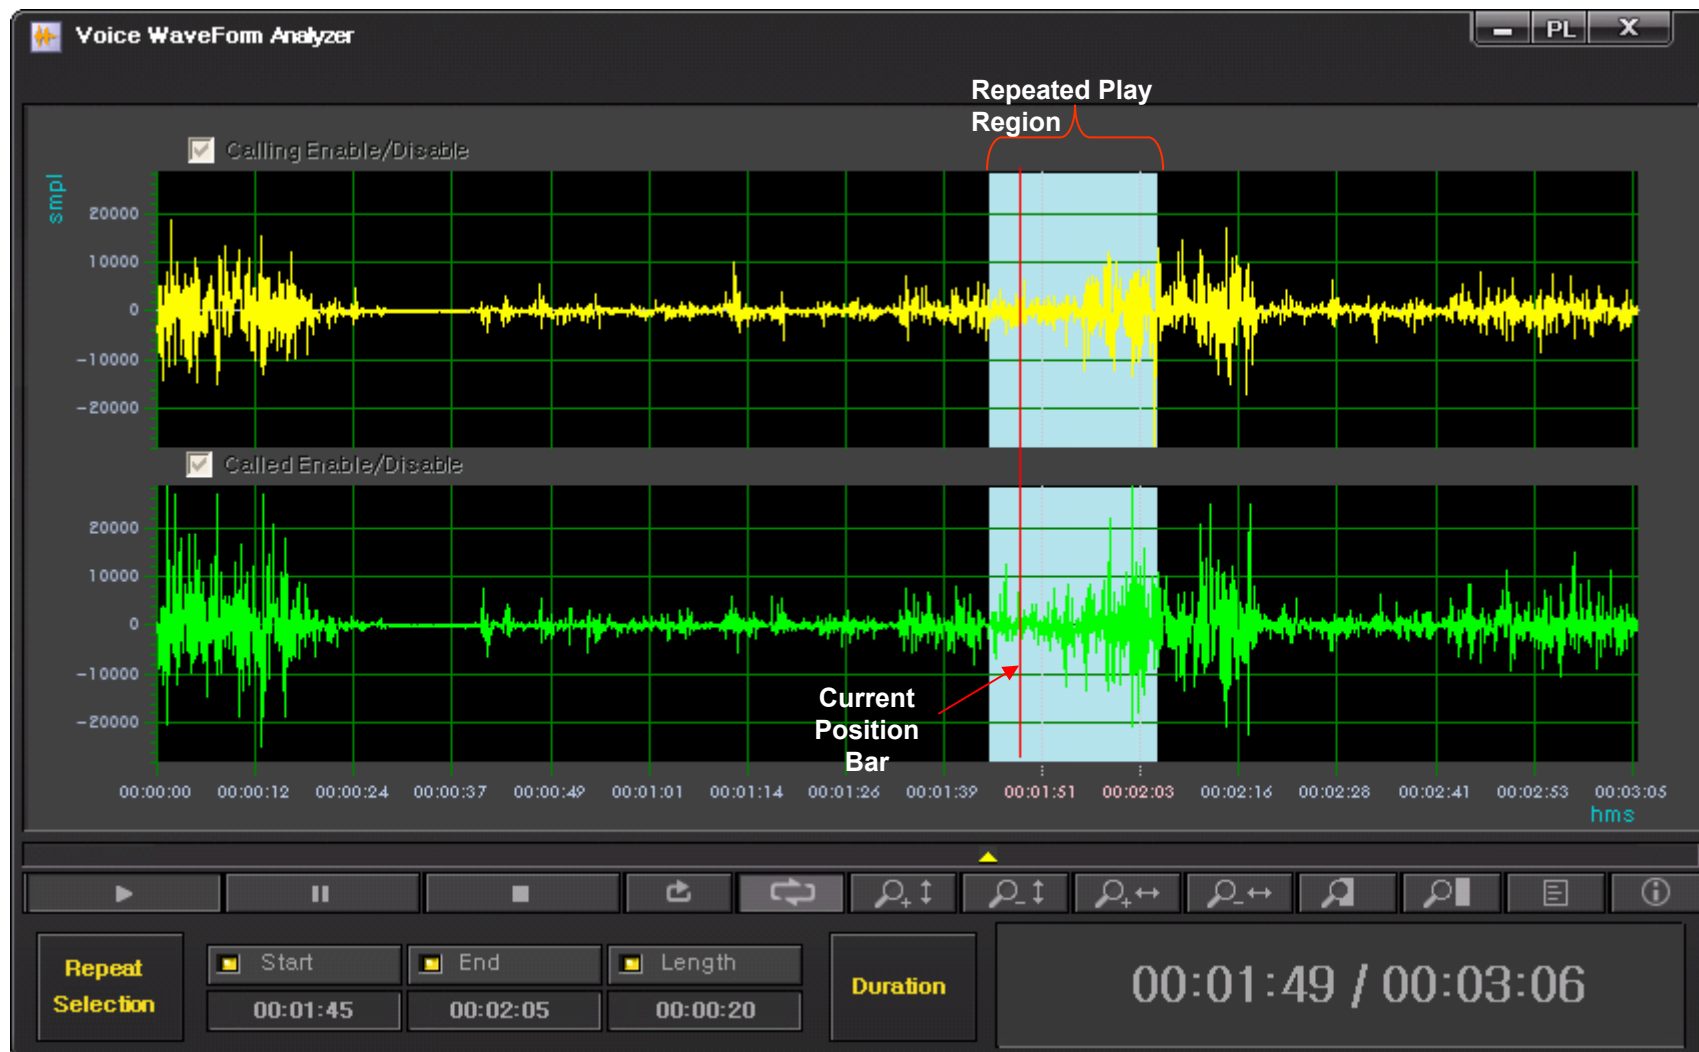 Voice WaveForm Analyzer
PL X
Repeated Play
Region
Calling Enable/Disable
smpl
20000
10000
0
-10000
-20000
Called Enable/Disable
20000
10000
0
-10000
-20000
Current
Position
Bar
00:00:00 00:00:12 00:00:24 00:00:37 00:00:49 00:01:01 00:01:14 00:01:26 00:01:39 00:01:51 00:02:03 00:02:16 00:02:28 00:02:41 00:02:53 00:03:05
hms
Repeat
Selection
Start End Length
00:01:45 00:02:05 00:00:20
Duration
00:01:49 / 00:03:06